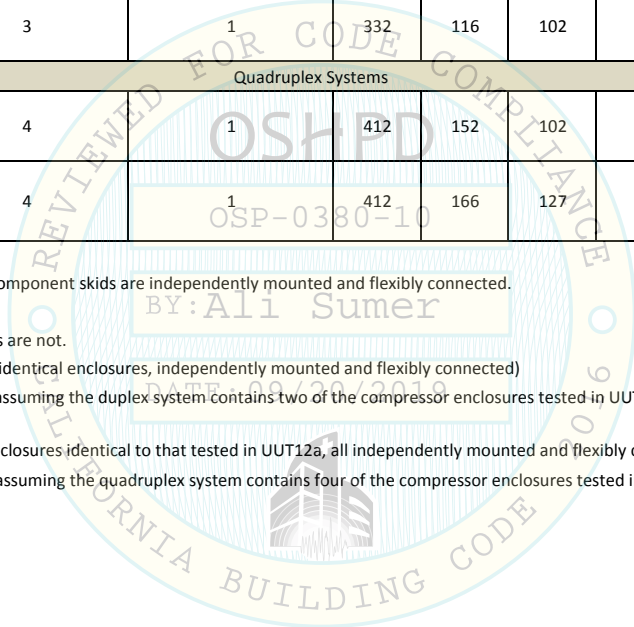 3 1 332 116 102
Quadruplex Systems
4 1 412 152 102
4 1 412 166 127
omponent skids are independently mounted and flexibly connected.
s are not.
identical enclosures, independently mounted and flexibly connected)
assuming the duplex system contains two of the compressor enclosures tested in UUT
closures identical to that tested in UUT12a, all independently mounted and flexibly c
assuming the quadruplex system contains four of the compressor enclosures tested i
REVIEWED FOR CODE COMPLIANCE
OSHPD
OSP-0380-10
BY:Ali Sumer
DATE: 09/20/2019
CALIFORNIA BUILDING CODE 2016